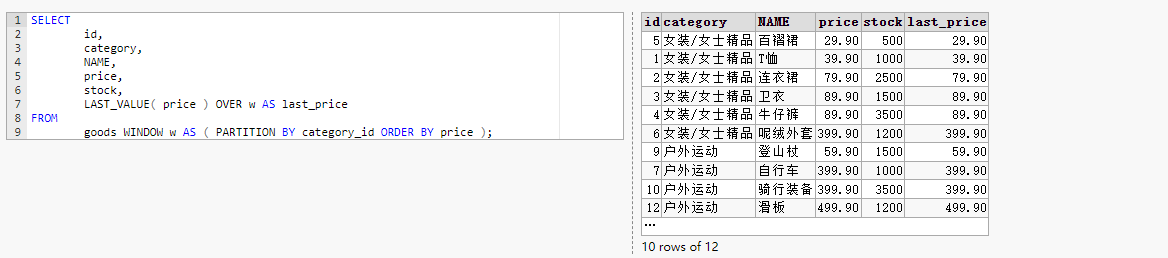 1 SELECT
2 id,
3 category,
4 NAME,
5 price,
6 stock,
7 LAST_VALUE( price ) OVER w AS last_price
8 FROM
9 goods WINDOW w AS ( PARTITION BY category_id ORDER BY price );
id category NAME price stock last_price
5 女装/女士精品 百褶裙 29.90 500 29.90
1 女装/女士精品 T恤 39.90 1000 39.90
2 女装/女士精品 连衣裙 79.90 2500 79.90
3 女装/女士精品 卫衣 89.90 1500 89.90
4 女装/女士精品 牛仔裤 89.90 3500 89.90
6 女装/女士精品 呢绒外套 399.90 1200 399.90
9 户外运动 登山杖 59.90 1500 59.90
7 户外运动 自行车 399.90 1000 399.90
10 户外运动 骑行装备 399.90 3500 399.90
12 户外运动 滑板 499.90 1200 499.90
…
10 rows of 12